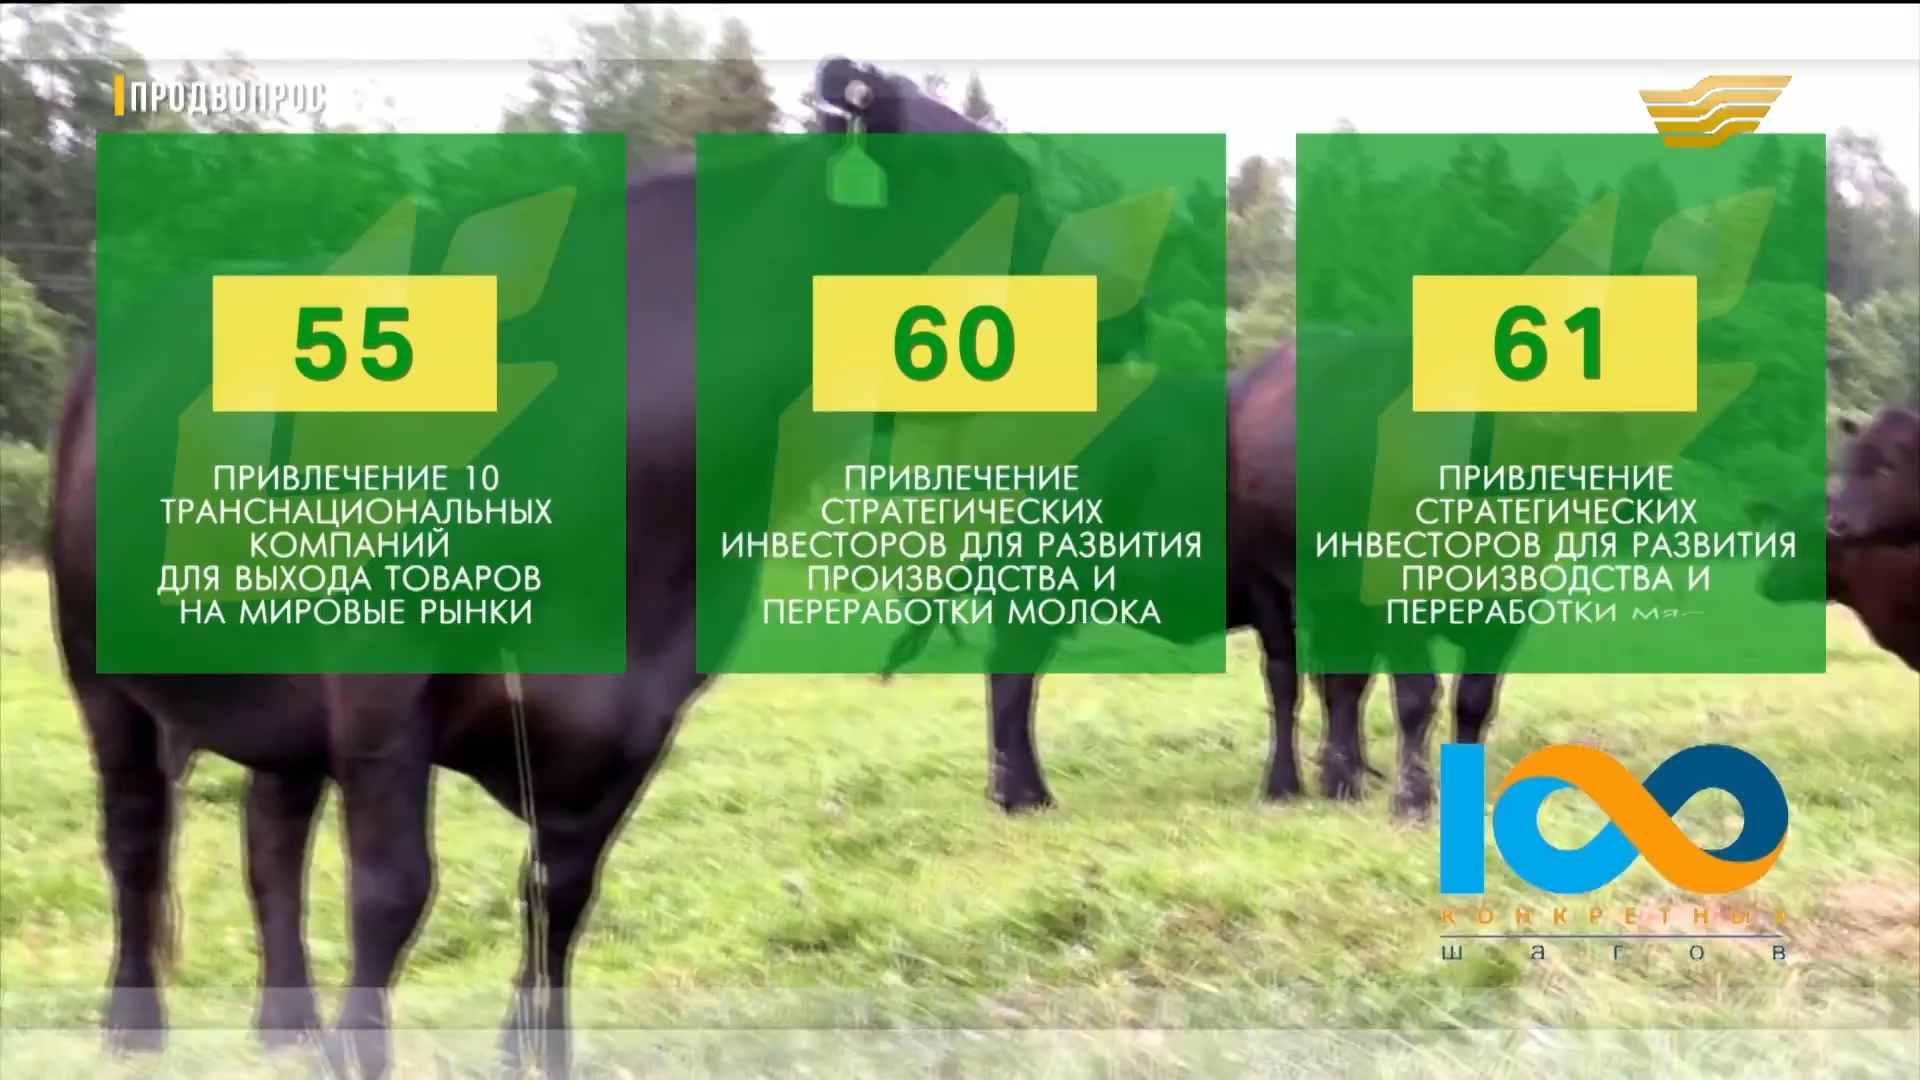 ПРОДВОПРОС
55
ПРИВЛЕЧЕНИЕ 10
ТРАНСНАЦИОНАЛЬНЫХ
КОМПАНИЙ
ДЛЯ ВЫХОДА ТОВАРОВ
НА МИРОВЫЕ РЫНКИ
60
ПРИВЛЕЧЕНИЕ
СТРАТЕГИЧЕСКИХ
ИНВЕСТОРОВ ДЛЯ РАЗВИТИЯ
ПРОИЗВОДСТВА И
ПЕРЕРАБОТКИ МОЛОКА
61
ПРИВЛЕЧЕНИЕ
СТРАТЕГИЧЕСКИХ
ИНВЕСТОРОВ ДЛЯ РАЗВИТИЯ
ПРОИЗВОДСТВА И
ПЕРЕРАБОТКИ
100
КОНКРЕТНЫХ
шагов